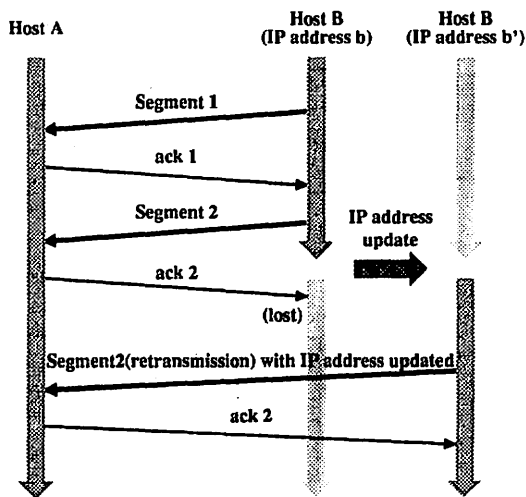 Host A
Host B
(IP address b)
Host B
(IP address b')
Segment 1
ack 1
Segment 2
IP address
update
ack 2
(lost)
Segment2(retransmission) with IP address updated
ack 2